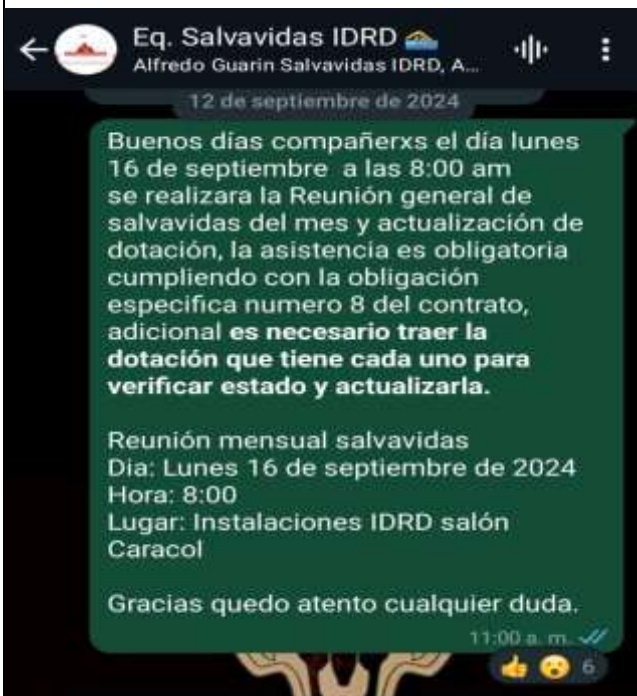 Eq. Salvavidas IDRD
Alfredo Guarin Salvavidas IDRD, A...
12 de septiembre de 2024
Buenos días compañerxs el día lunes
16 de septiembre a las 8:00 am
se realizara la Reunión general de
salvavidas del mes y actualización de
dotación, la asistencia es obligatoria
cumpliendo con la obligación
especifica numero 8 del contrato,
adicional es necesario traer la
dotación que tiene cada uno para
verificar estado y actualizarla.
Reunión mensual salvavidas
Dia: Lunes 16 de septiembre de 2024
Hora: 8:00
Lugar: Instalaciones IDRD salón
Caracol
Gracias quedo atento cualquier duda.
11:00 a. m.
6